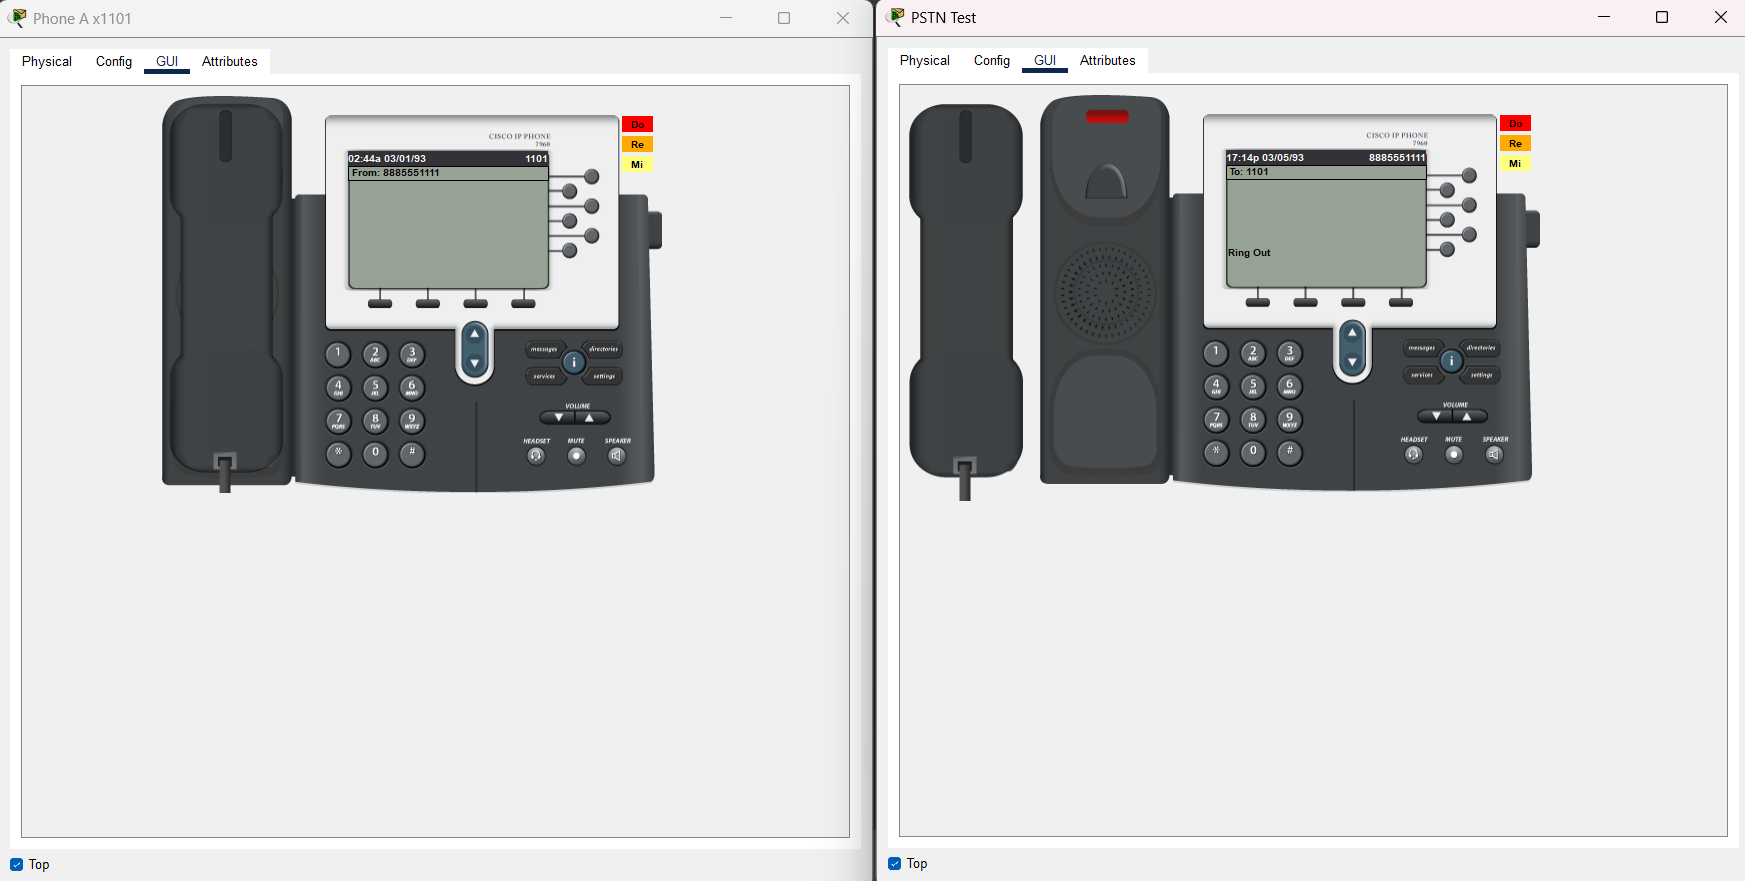 Phone A x1101
Physical Config GUI Attributes
CISCO IP PHONE
7960
02:44a 03/01/93 1101
From: 8885551111
Do
Re
Mi
1
2 ABC
3 DEF
4 GHI
5 JKL
6 MNO
7 PQRS
8 TUV
9 WXYZ
*
0
#
messages directories
i
services settings
VOLUME
HEADSET MUTE SPEAKER
Top
PSTN Test
Physical Config GUI Attributes
CISCO IP PHONE
7960
17:14p 03/05/93 8885551111
To: 1101
Ring Out
Do
Re
Mi
1
2 ABC
3 DEF
4 GHI
5 JKL
6 MNO
7 PQRS
8 TUV
9 WXYZ
*
0
#
messages directories
i
services settings
VOLUME
HEADSET MUTE SPEAKER
Top